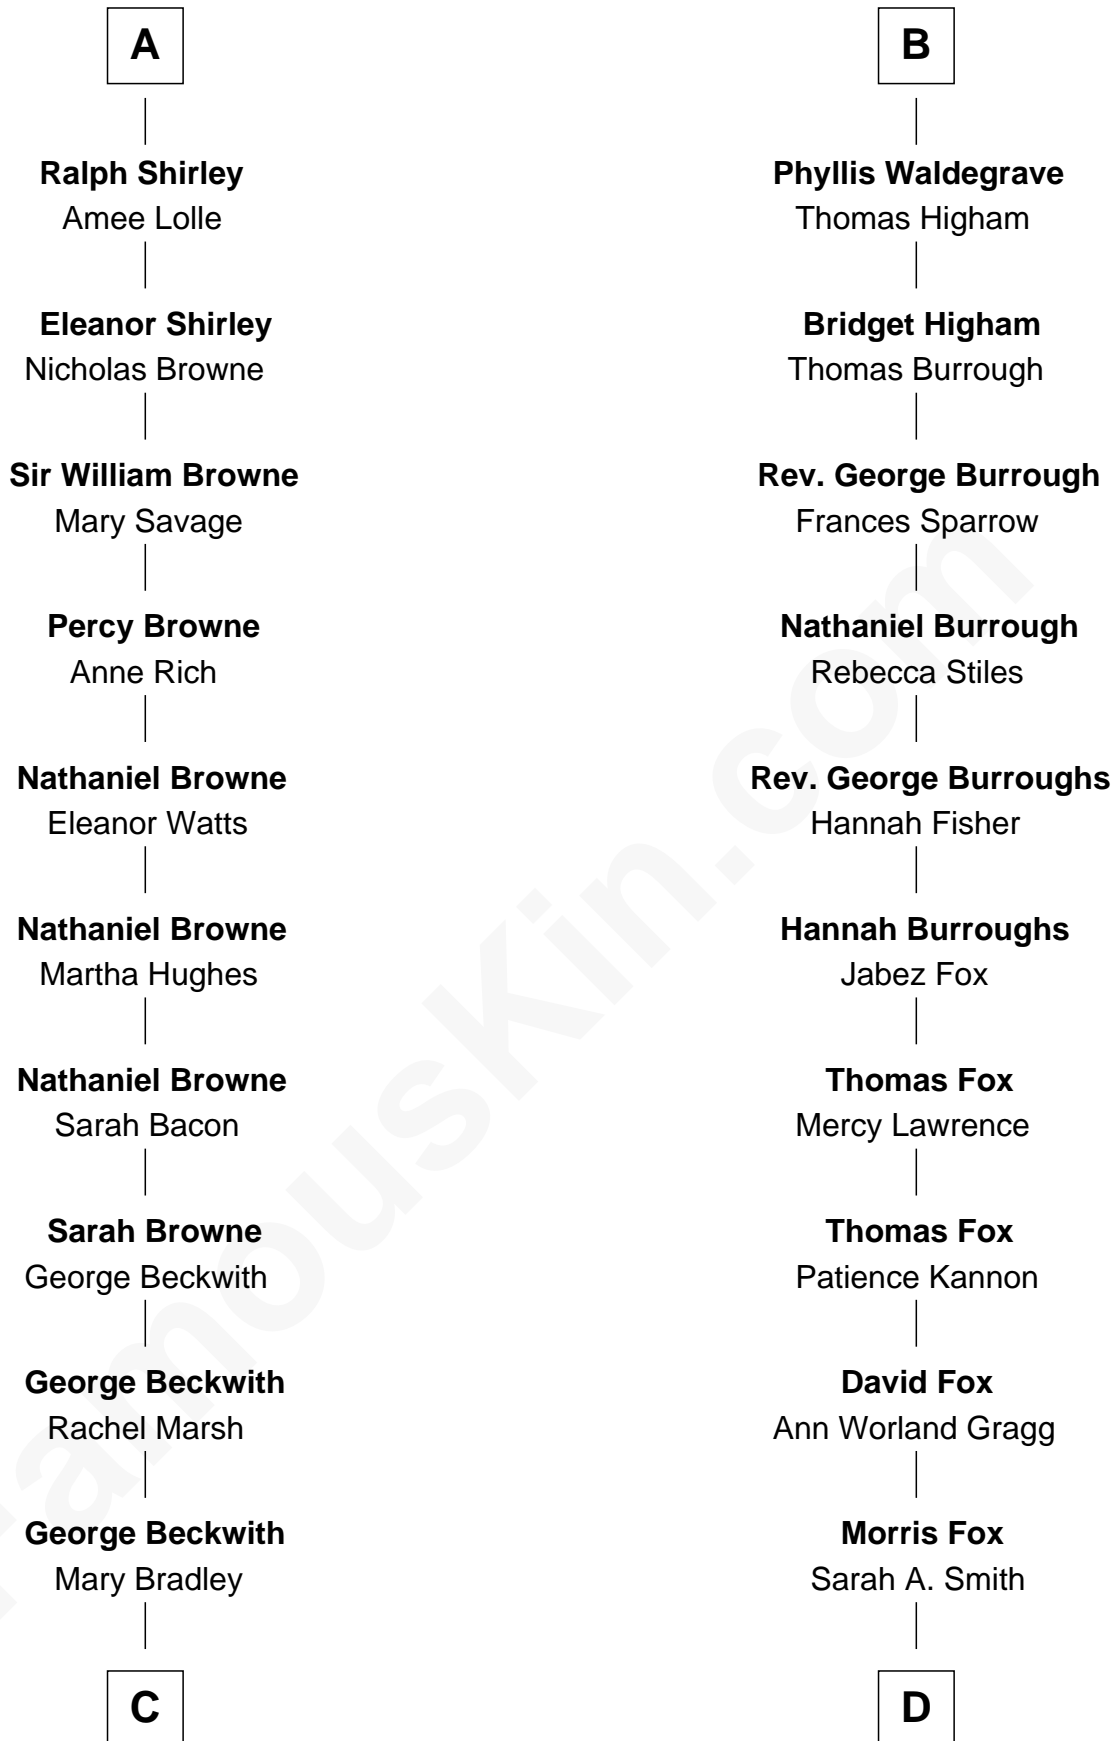 A
Ralph Shirley
Amee Lolle
Eleanor Shirley
Nicholas Browne
Sir William Browne
Mary Savage
Percy Browne
Anne Rich
Nathaniel Browne
Eleanor Watts
Nathaniel Browne
Martha Hughes
Nathaniel Browne
Sarah Bacon
Sarah Browne
George Beckwith
George Beckwith
Rachel Marsh
George Beckwith
Mary Bradley
C
B
Phyllis Waldegrave
Thomas Higham
Bridget Higham
Thomas Burrough
Rev. George Burrough
Frances Sparrow
Nathaniel Burrough
Rebecca Stiles
Rev. George Burroughs
Hannah Fisher
Hannah Burroughs
Jabez Fox
Thomas Fox
Mercy Lawrence
Thomas Fox
Patience Kannon
David Fox
Ann Worland Gragg
Morris Fox
Sarah A. Smith
D
FamousKin.com